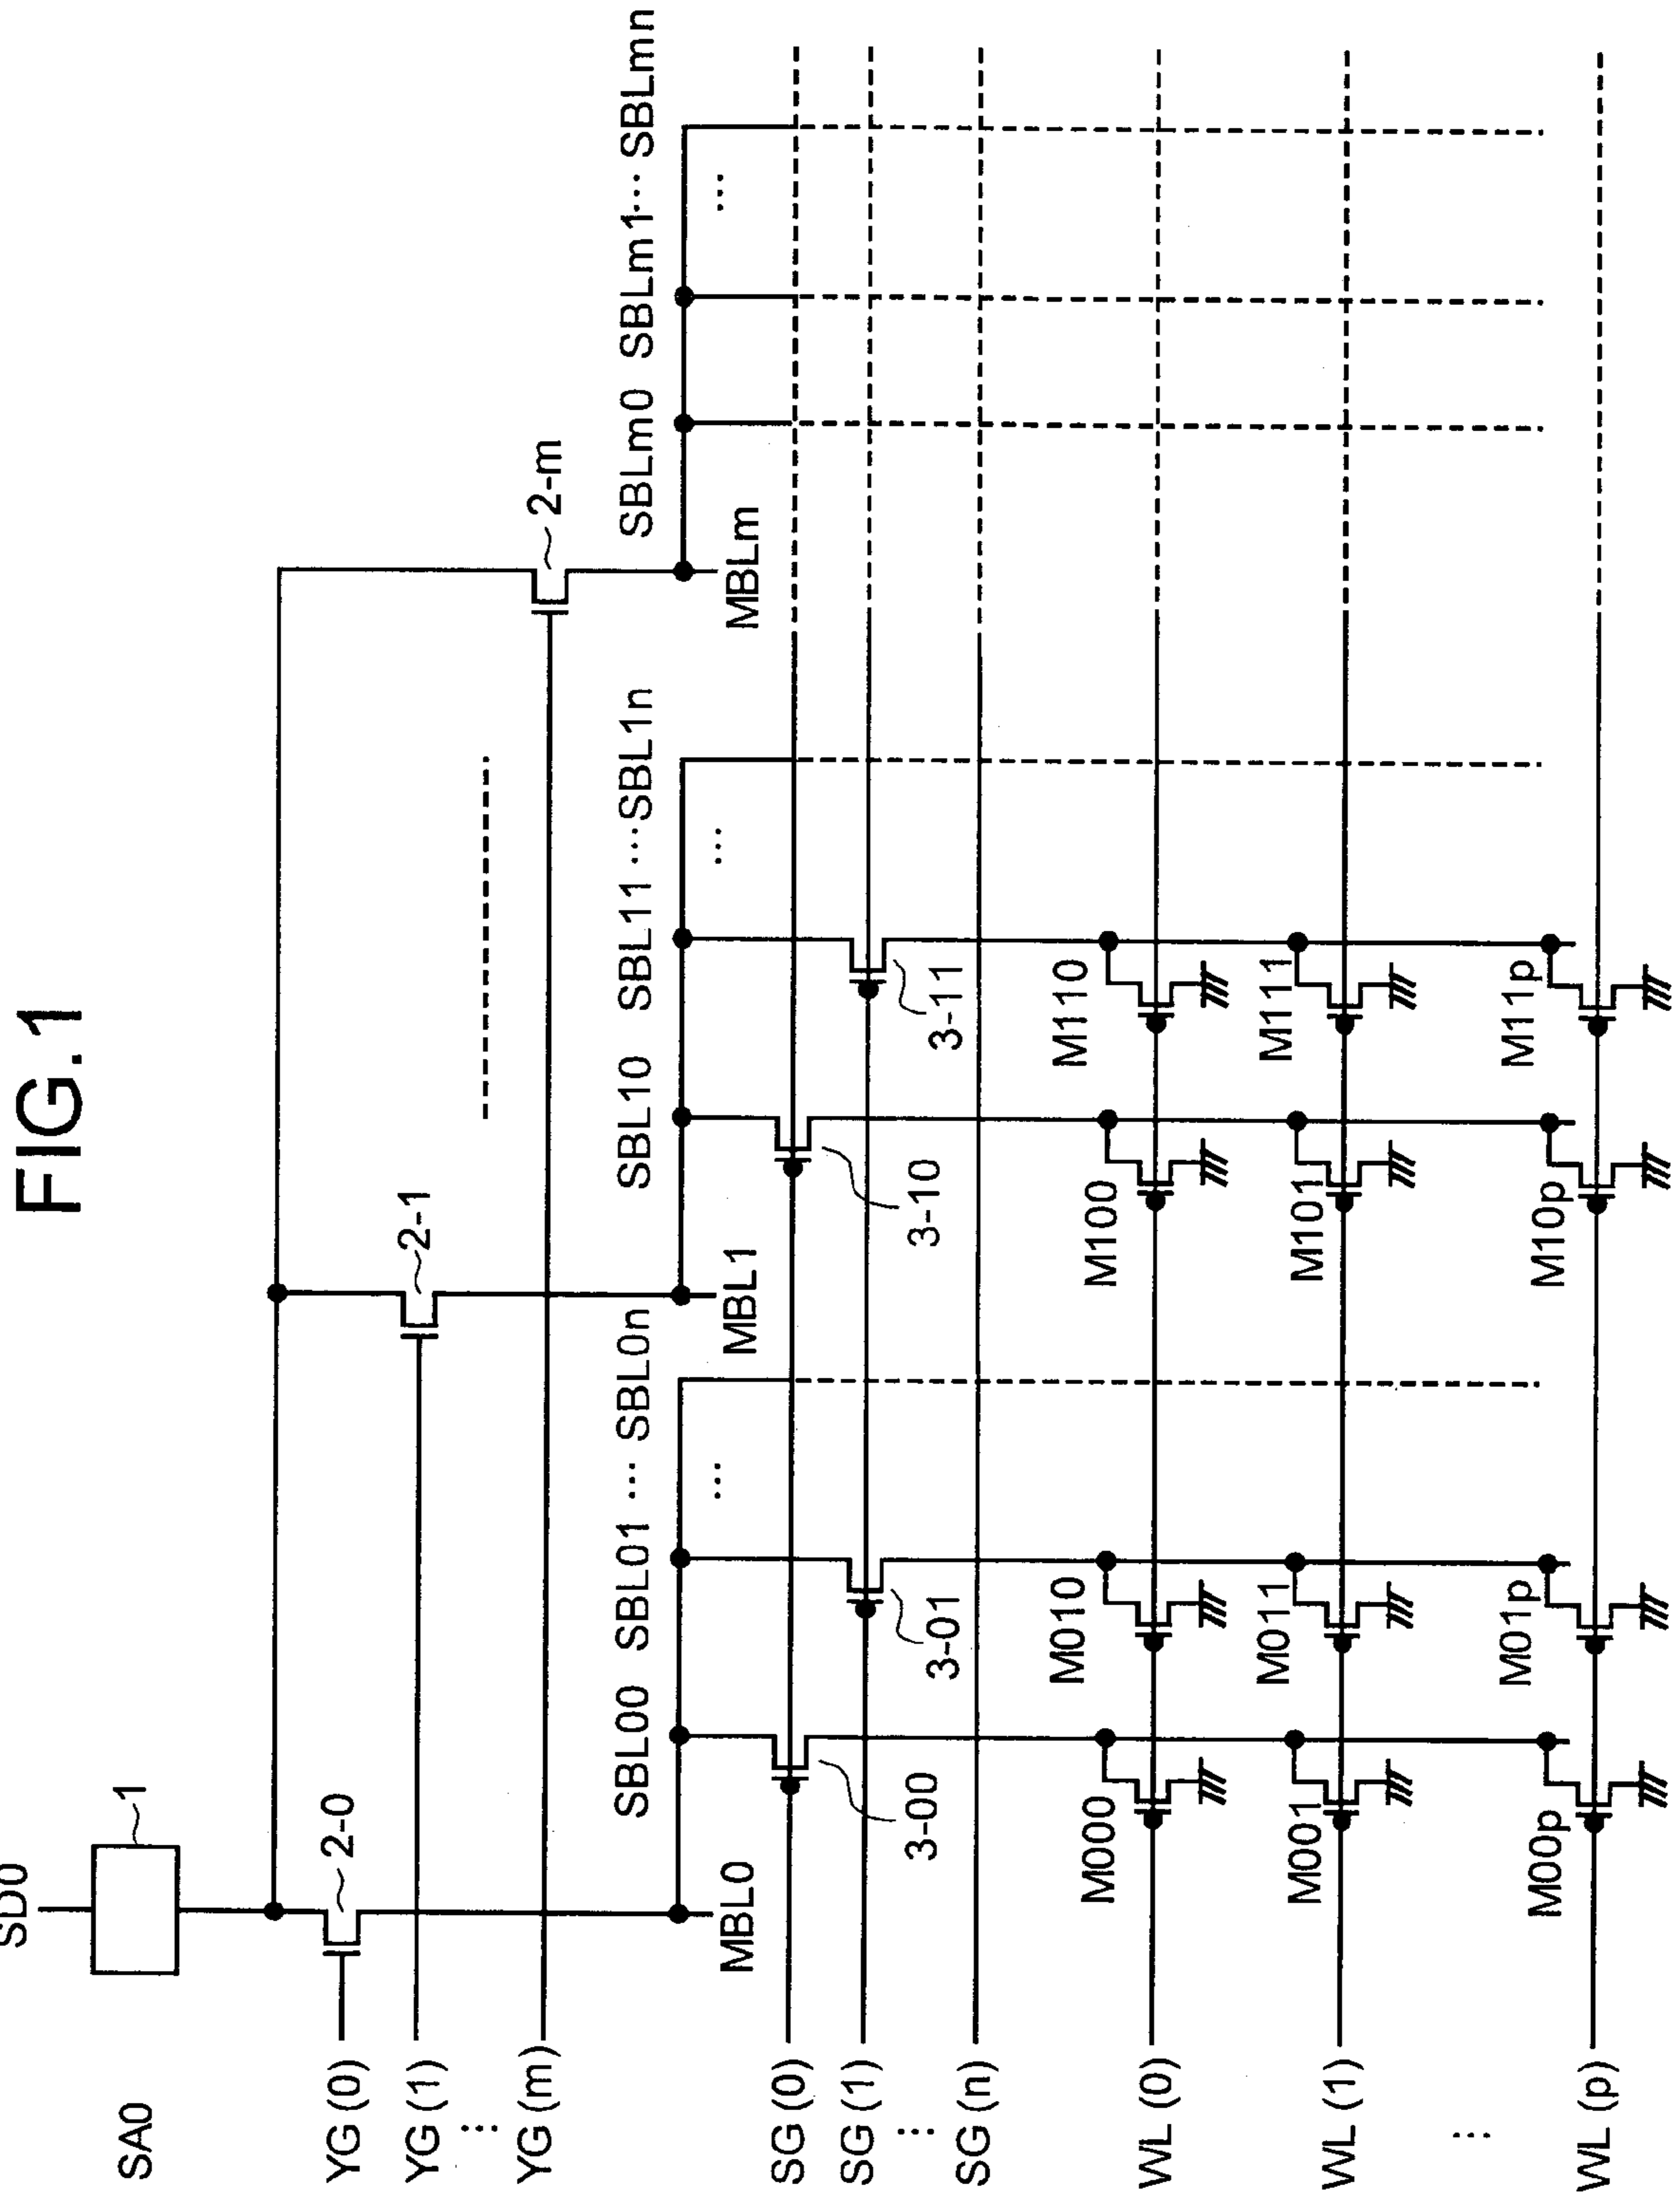 FIG.1
SD0
SA0
1
YG (0)
2-0
YG (1)
2-1
⋮
YG (m)
2-m
SBL00 SBL01 ⋯ SBL0n
SBL10 SBL11 ⋯ SBL1n
SBLm0 SBLm1 ⋯ SBLmn
⋯
⋯
⋯
MBL0
MBL1
MBLm
SG (0)
SG (1)
⋮
SG (n)
3-00
3-01
3-10
3-11
WL (0)
M000
M010
M100
M110
WL (1)
M001
M011
M101
M111
⋮
WL (p)
M00p
M01p
M10p
M11p